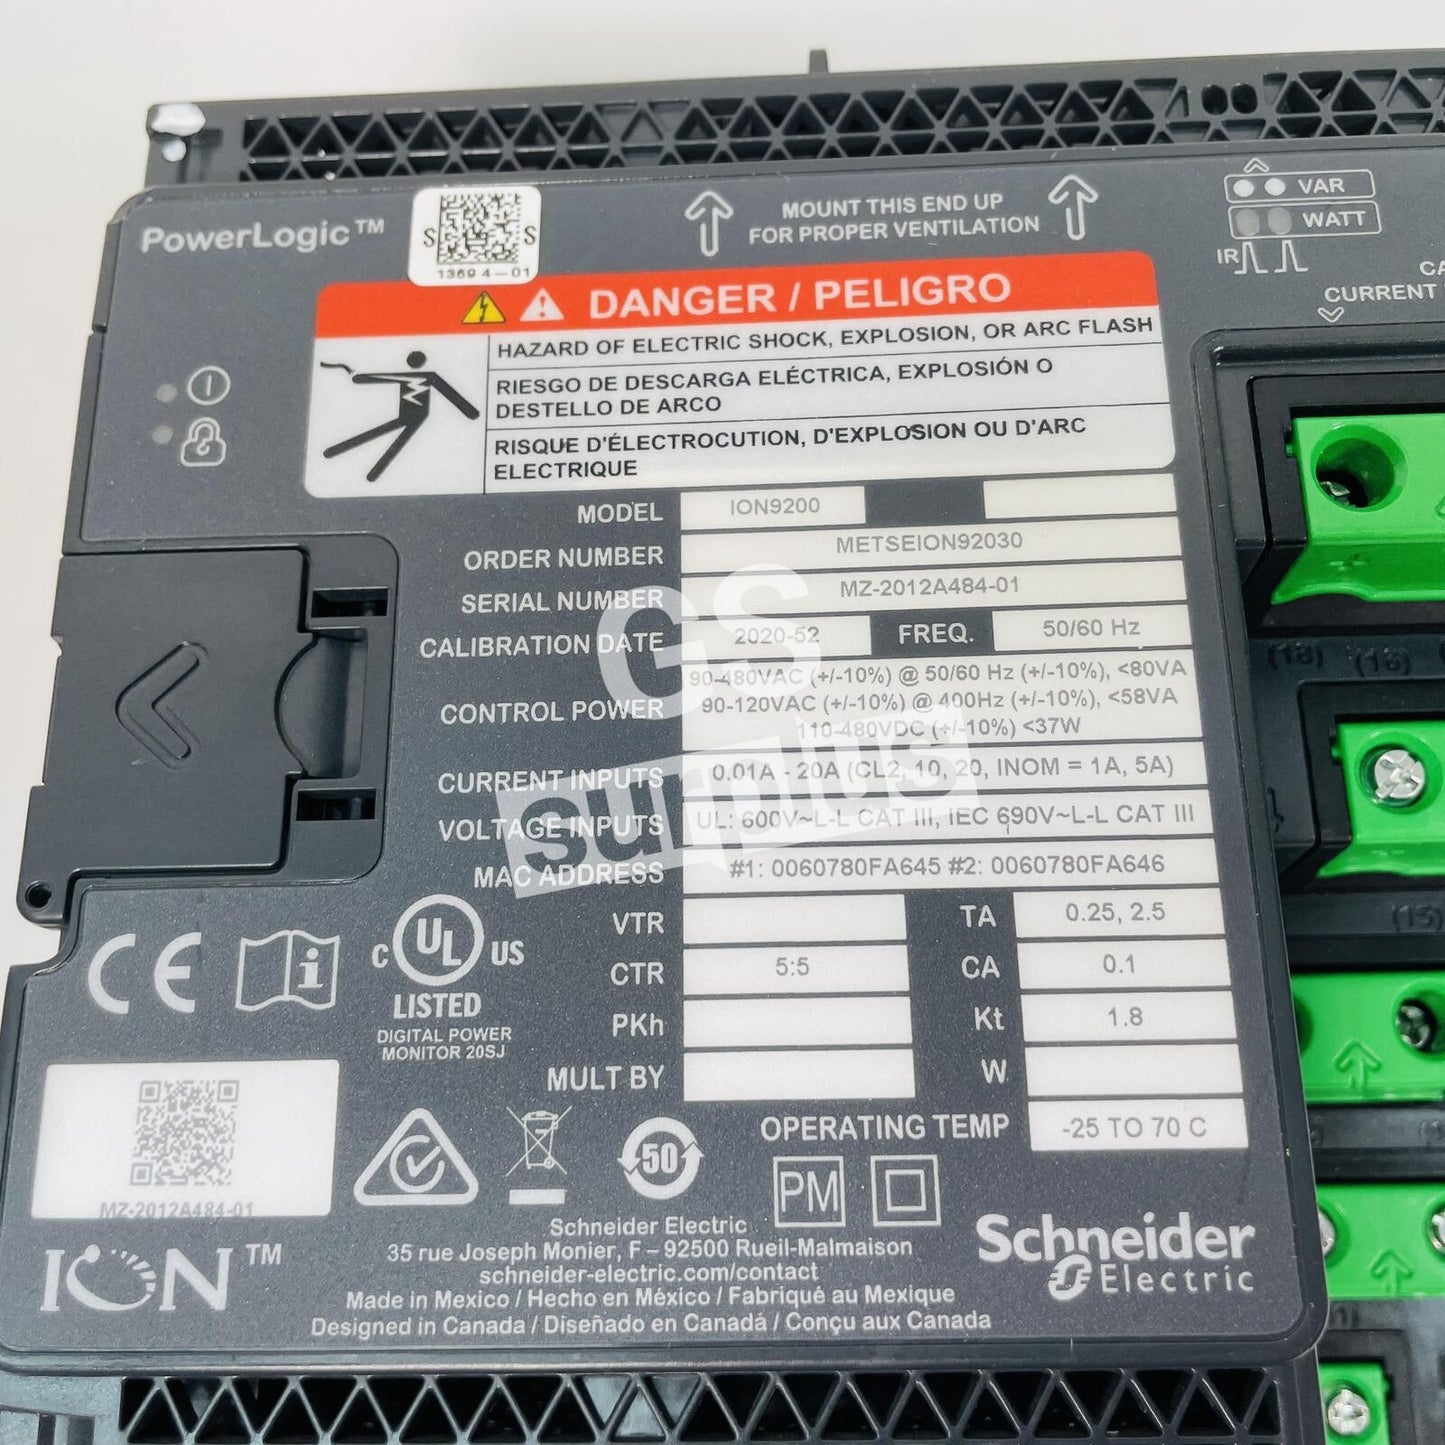 PowerLogic™
S S
13694-01
MOUNT THIS END UP
FOR PROPER VENTILATION
VAR
WATT
IR
CURRENT
DANGER / PELIGRO
HAZARD OF ELECTRIC SHOCK, EXPLOSION, OR ARC FLASH
RIESGO DE DESCARGA ELÉCTRICA, EXPLOSIÓN O
DESTELLO DE ARCO
RISQUE D'ÉLECTROCUTION, D'EXPLOSION OU D'ARC
ELECTRIQUE
MODEL ION9200
ORDER NUMBER METSEION92030
SERIAL NUMBER MZ-2012A484-01
CALIBRATION DATE 2020-52 FREQ. 50/60 Hz
CONTROL POWER 90-480VAC (+/-10%) @ 50/60 Hz (+/-10%), <80VA
90-120VAC (+/-10%) @ 400Hz (+/-10%), <58VA
110-480VDC (+/-10%) <37W
CURRENT INPUTS 0.01A - 20A (CL2, 10, 20, INOM = 1A, 5A)
VOLTAGE INPUTS UL: 600V~L-L CAT III, IEC 690V~L-L CAT III
MAC ADDRESS #1: 0060780FA645 #2: 0060780FA646
VTR TA 0.25, 2.5
CTR 5:5 CA 0.1
PKh Kt 1.8
MULT BY W
OPERATING TEMP -25 TO 70 C
GS
surplus
CE
C UL US
LISTED
DIGITAL POWER
MONITOR 20SJ
MZ-2012A484-01
50
PM
ION™
Schneider Electric
35 rue Joseph Monier, F – 92500 Rueil-Malmaison
schneider-electric.com/contact
Made in Mexico / Hecho en México / Fabriqué au Mexique
Designed in Canada / Diseñado en Canadá / Conçu aux Canada
Schneider
Electric
(18) (16)
(15)